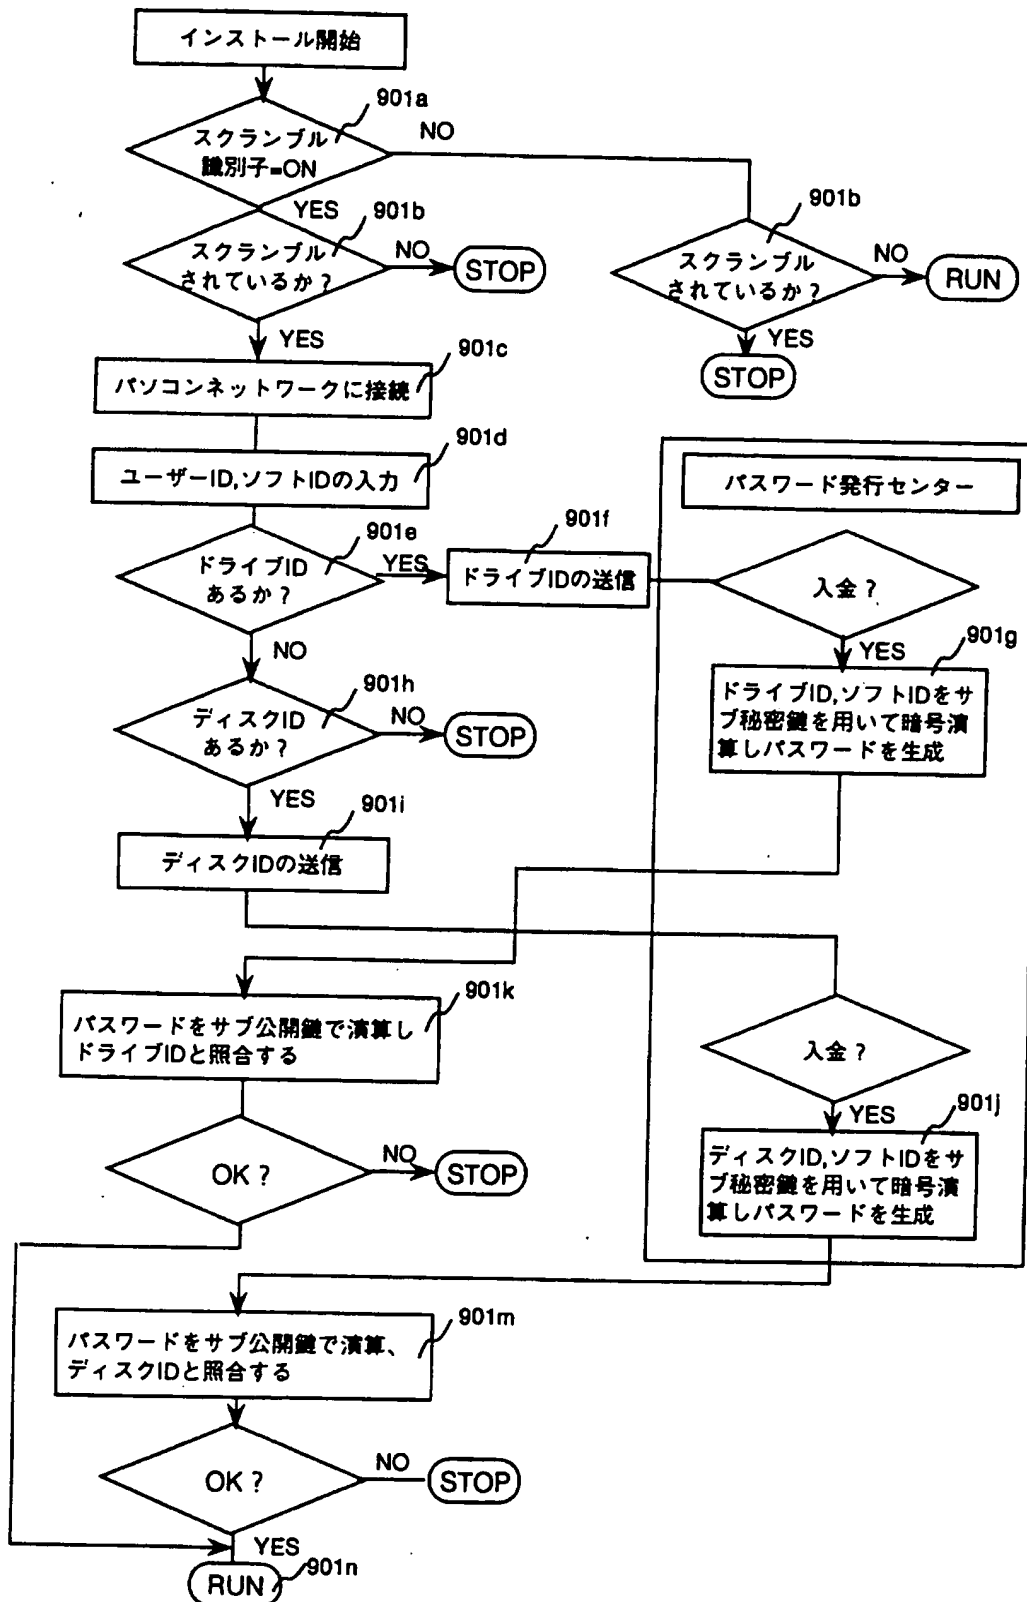 インストール開始
901a
スクランブル
識別子=ON
NO
YES
901b
スクランブル
されているか？
NO
STOP
901b
スクランブル
されているか？
NO
RUN
YES
STOP
YES
901c
パソコンネットワークに接続
901d
ユーザーID,ソフトIDの入力
パスワード発行センター
901e
ドライブID
あるか？
YES
901f
ドライブIDの送信
入金？
NO
YES
901g
ドライブID,ソフトIDをサ
ブ秘密鍵を用いて暗号演
算しパスワードを生成
901h
ディスクID
あるか？
NO
STOP
YES
901i
ディスクIDの送信
901k
パスワードをサブ公開鍵で演算し
ドライブIDと照合する
入金？
YES
901j
ディスクID,ソフトIDをサ
ブ秘密鍵を用いて暗号演
算しパスワードを生成
OK？
NO
STOP
901m
パスワードをサブ公開鍵で演算、
ディスクIDと照合する
OK？
NO
STOP
YES
RUN
901n